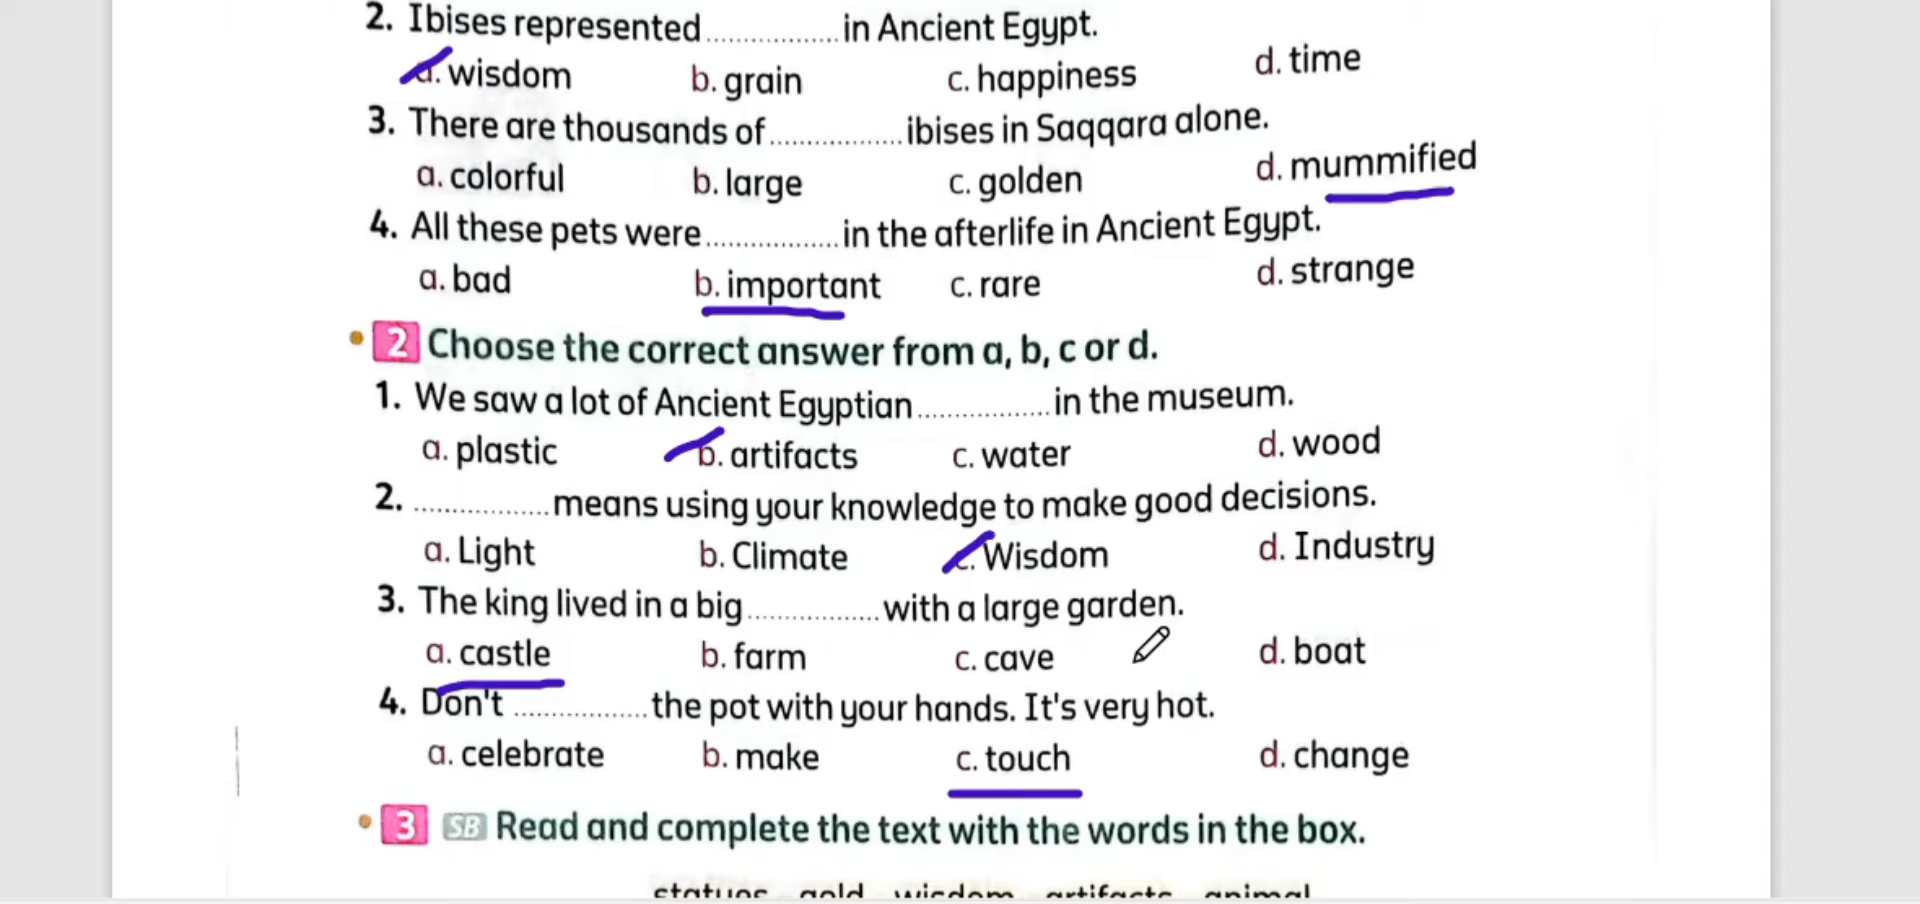 2. Ibises represented ................ in Ancient Egypt.
a. wisdom b. grain c. happiness d. time
3. There are thousands of ................ ibises in Saqqara alone.
a. colorful b. large c. golden d. mummified
4. All these pets were ................ in the afterlife in Ancient Egypt.
a. bad b. important c. rare d. strange
2 Choose the correct answer from a, b, c or d.
1. We saw a lot of Ancient Egyptian ................ in the museum.
a. plastic b. artifacts c. water d. wood
2. ................ means using your knowledge to make good decisions.
a. Light b. Climate c. Wisdom d. Industry
3. The king lived in a big ................ with a large garden.
a. castle b. farm c. cave d. boat
4. Don't ................ the pot with your hands. It's very hot.
a. celebrate b. make c. touch d. change
3 SB Read and complete the text with the words in the box.
statues gold wisdom artifacts animal